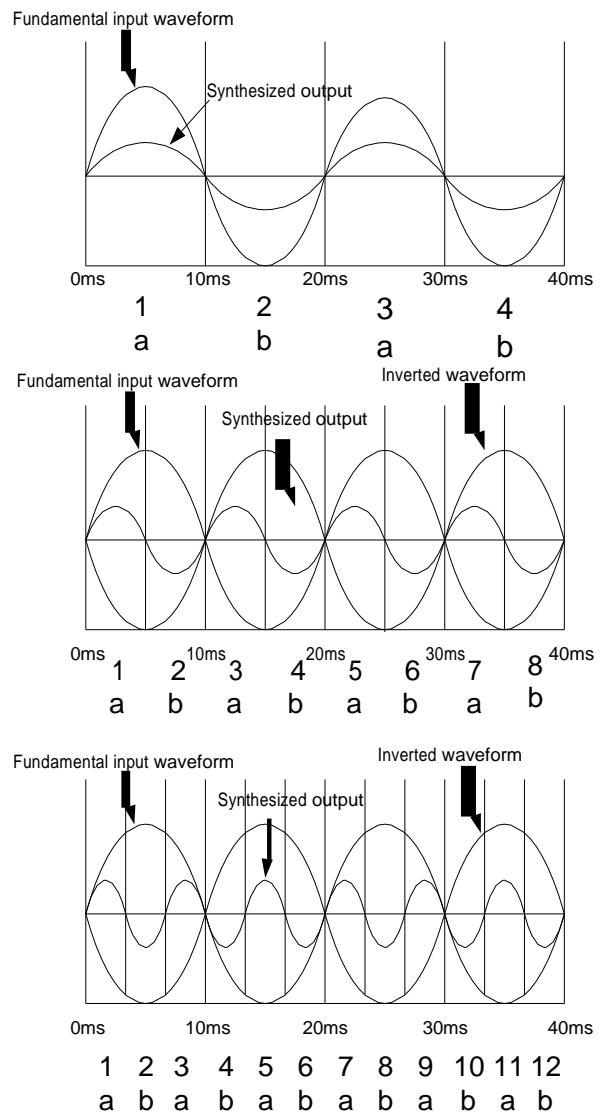 Fundamental input waveform
Synthesized output
0ms 10ms 20ms 30ms 40ms
1 2 3 4
a b a b
Fundamental input waveform
Inverted waveform
Synthesized output
0ms 10ms 20ms 30ms 40ms
1 2 3 4 5 6 7 8
a b a b a b a b
Fundamental input waveform
Inverted waveform
Synthesized output
0ms 10ms 20ms 30ms 40ms
1 2 3 4 5 6 7 8 9 10 11 12
a b a b a b a b a b a b